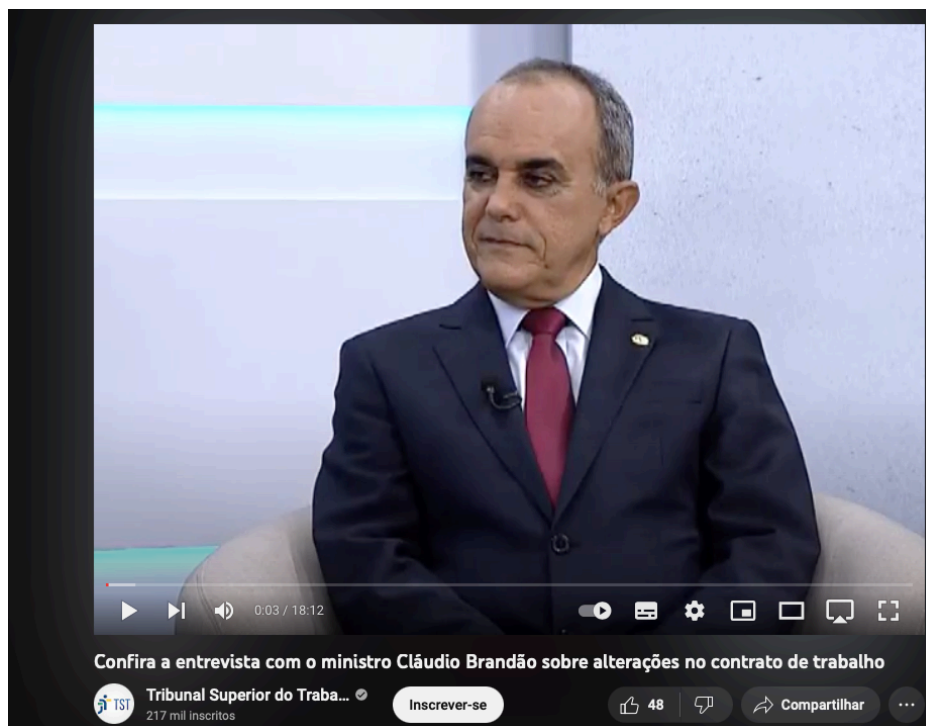 0:03 / 18:12
Confira a entrevista com o ministro Cláudio Brandão sobre alterações no contrato de trabalho
TST
Tribunal Superior do Traba...
217 mil inscritos
Inscrever-se
48
Compartilhar